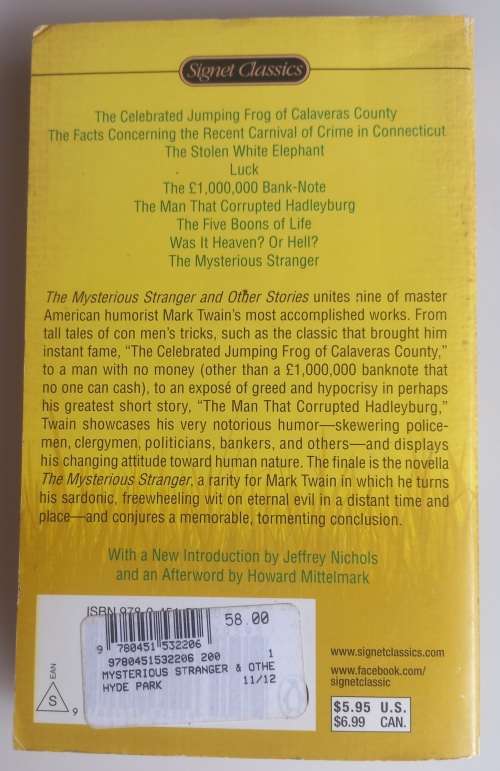 Signet Classics
The Celebrated Jumping Frog of Calaveras County
The Facts Concerning the Recent Carnival of Crime in Connecticut
The Stolen White Elephant
Luck
The £1,000,000 Bank-Note
The Man That Corrupted Hadleyburg
The Five Boons of Life
Was It Heaven? Or Hell?
The Mysterious Stranger
The Mysterious Stranger and Other Stories unites nine of master
American humorist Mark Twain's most accomplished works. From
tall tales of con men's tricks, such as the classic that brought him
instant fame, "The Celebrated Jumping Frog of Calaveras County,"
to a man with no money (other than a £1,000,000 banknote that
no one can cash), to an exposé of greed and hypocrisy in perhaps
his greatest short story, "The Man That Corrupted Hadleyburg,"
Twain showcases his very notorious humor—skewering police-
men, clergymen, politicians, bankers, and others—and displays
his changing attitude toward human nature. The finale is the novella
The Mysterious Stranger, a rarity for Mark Twain in which he turns
his sardonic, freewheeling wit on eternal evil in a distant time and
place—and conjures a memorable, tormenting conclusion.
With a New Introduction by Jeffrey Nichols
and an Afterword by Howard Mittelmark
ISBN 978-0
58.00
9 780451 532206
9780451532206 200 1
MYSTERIOUS STRANGER & OTHE
HYDE PARK 11/12
EAN
S
9
www.signetclassics.com
www.facebook.com/
signetclassic
$5.95 U.S.
$6.99 CAN.